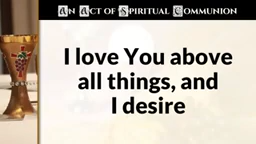 An Act of Spiritual Communion
I love You above
all things, and
I desire